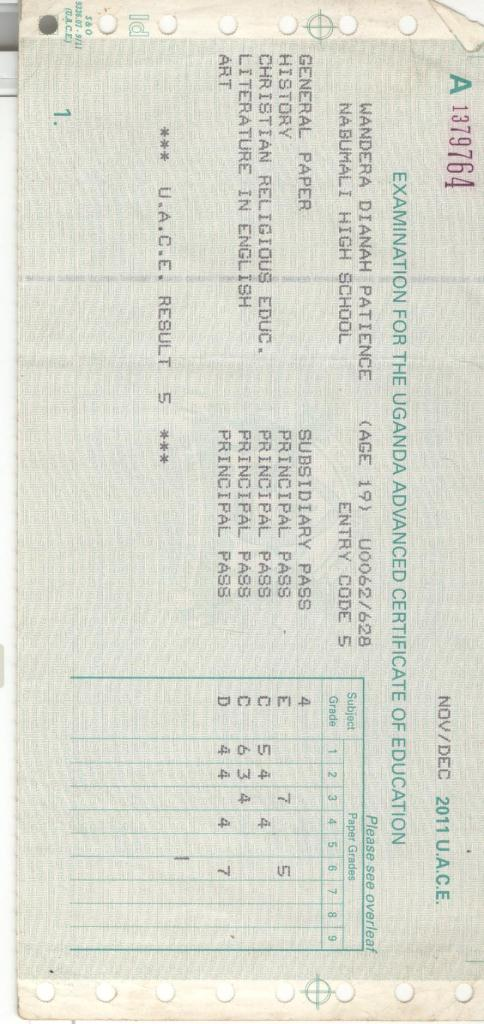 A 1379764
NOV/DEC 2011 U.A.C.E.
EXAMINATION FOR THE UGANDA ADVANCED CERTIFICATE OF EDUCATION
Please see overleaf
WANDERA DIANAH PATIENCE (AGE 19) U0062/628
NABUMALI HIGH SCHOOL ENTRY CODE 5
Subject Grade Paper Grades
1 2 3 4 5 6 7 8 9
GENERAL PAPER SUBSIDIARY PASS 4
HISTORY PRINCIPAL PASS E 7 5
CHRISTIAN RELIGIOUS EDUC. PRINCIPAL PASS C 5 4 4
LITERATURE IN ENGLISH PRINCIPAL PASS C 6 3 4
ART PRINCIPAL PASS D 4 4 4 7
*** U.A.C.E. RESULT 5 ***
1.
S&O
(U.A.C.E)